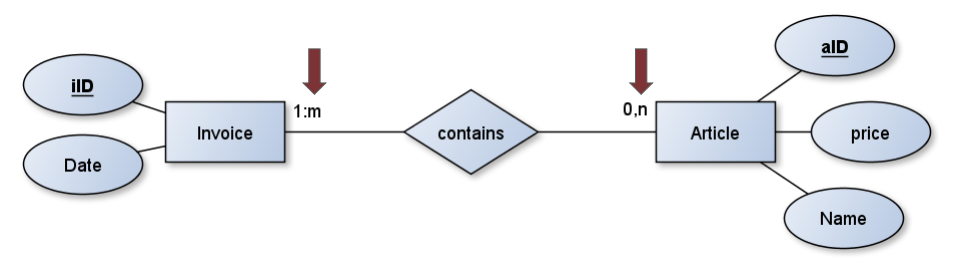 iID
Date
Invoice
1:m
contains
0,n
Article
aID
price
Name